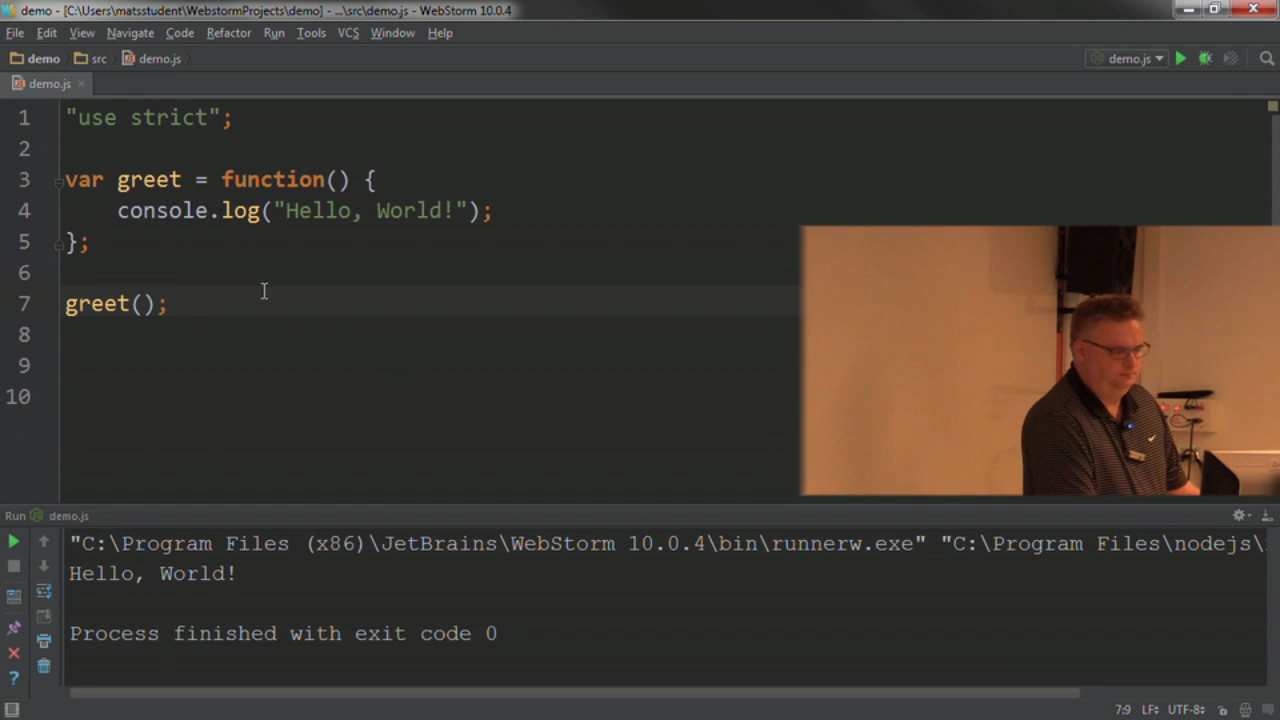 demo - [C:\Users\matsstudent\WebstormProjects\demo] - ...\src\demo.js - WebStorm 10.0.4
File Edit View Navigate Code Refactor Run Tools VCS Window Help
demo src demo.js demo.js
demo.js
1 "use strict";
2
3 var greet = function() {
4 console.log("Hello, World!");
5 };
6
7 greet();
8
9
10
Run demo.js
"C:\Program Files (x86)\JetBrains\WebStorm 10.0.4\bin\runnerw.exe" "C:\Program Files\nodejs\
Hello, World!
Process finished with exit code 0
7:9 LF UTF-8